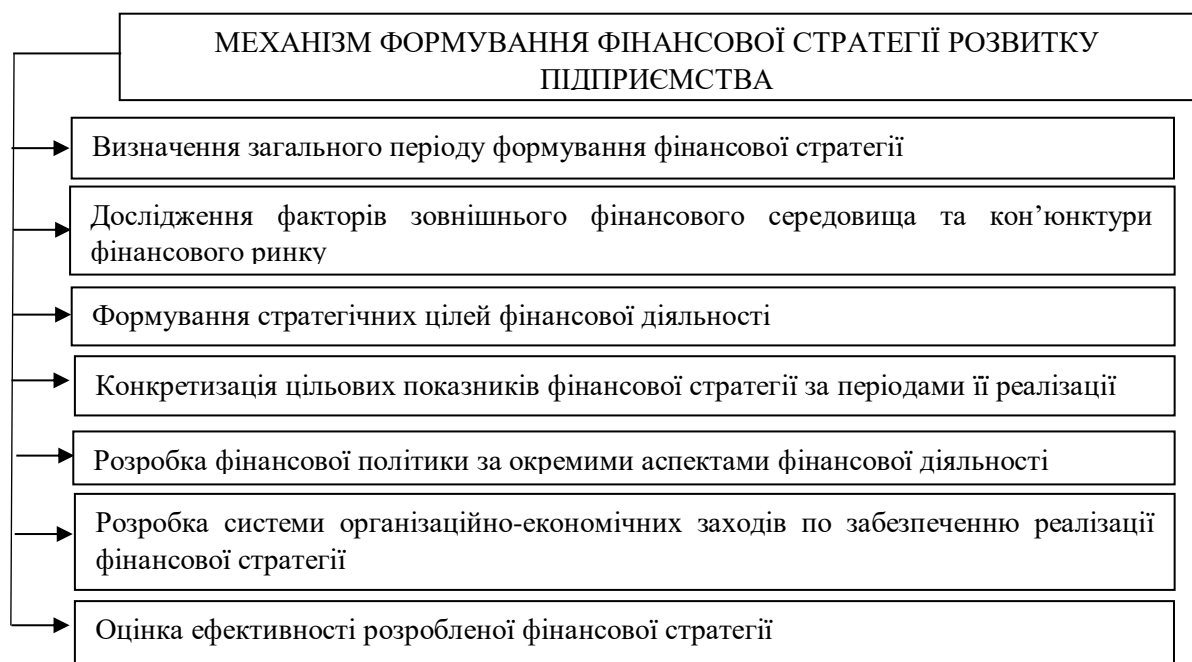 МЕХАНІЗМ ФОРМУВАННЯ ФІНАНСОВОЇ СТРАТЕГІЇ РОЗВИТКУ
ПІДПРИЄМСТВА
Визначення загального періоду формування фінансової стратегії
Дослідження факторів зовнішнього фінансового середовища та кон’юнктури
фінансового ринку
Формування стратегічних цілей фінансової діяльності
Конкретизація цільових показників фінансової стратегії за періодами її реалізації
Розробка фінансової політики за окремими аспектами фінансової діяльності
Розробка системи організаційно-економічних заходів по забезпеченню реалізації
фінансової стратегії
Оцінка ефективності розробленої фінансової стратегії